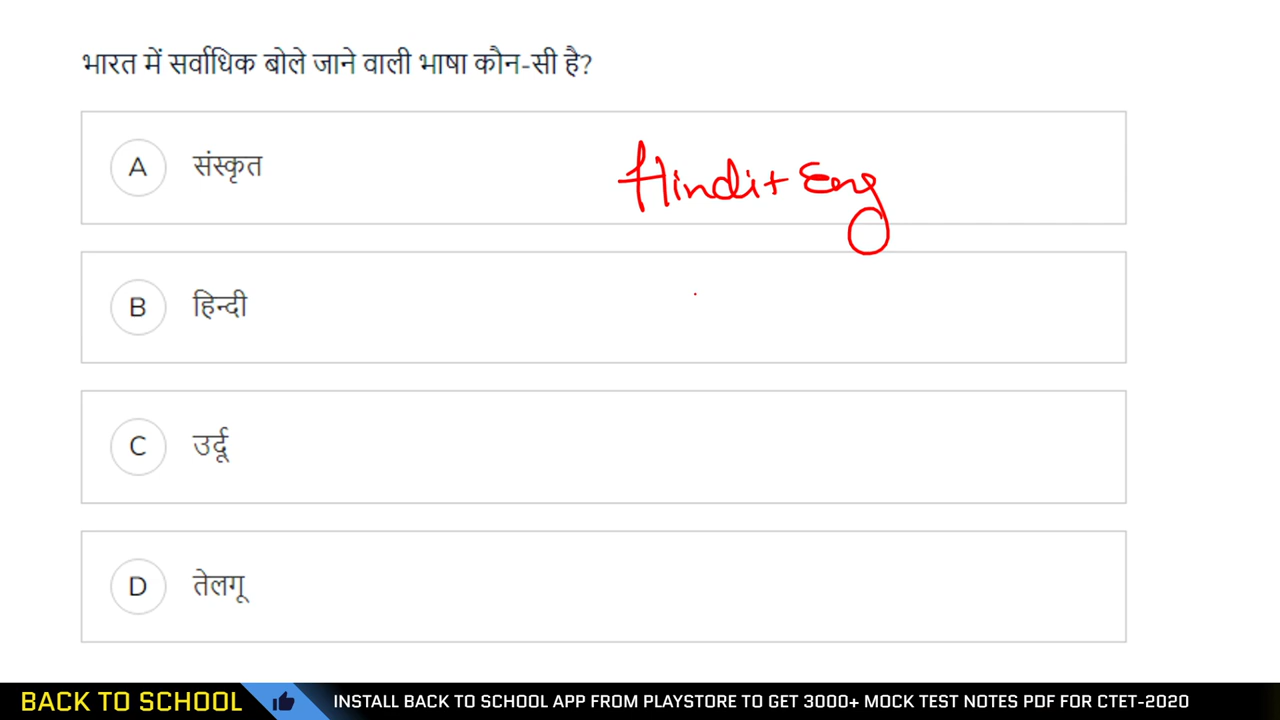 भारत में सर्वाधिक बोले जाने वाली भाषा कौन-सी है?
A संस्कृत
Hindi+ Eng
B हिन्दी
C उर्दू
D तेलगू
BACK TO SCHOOL INSTALL BACK TO SCHOOL APP FROM PLAYSTORE TO GET 3000+ MOCK TEST NOTES PDF FOR CTET-2020